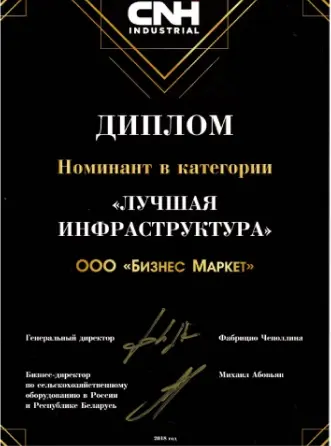 CNH
INDUSTRIAL
ДИПЛОМ
Номинант в категории
«ЛУЧШАЯ
ИНФРАСТРУКТУРА»
ООО «Бизнес Маркет»
Генеральный директор
Фабрицио Чеполлина
Бизнес-директор
по сельскохозяйственному
оборудованию в России
и Республике Беларусь
Михаил Абовьян
2018 год